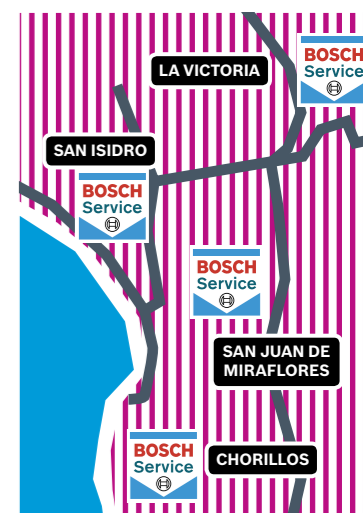 LA VICTORIA
BOSCH
Service
SAN ISIDRO
BOSCH
Service
BOSCH
Service
SAN JUAN DE
MIRAFLORES
BOSCH
Service
CHORILLOS